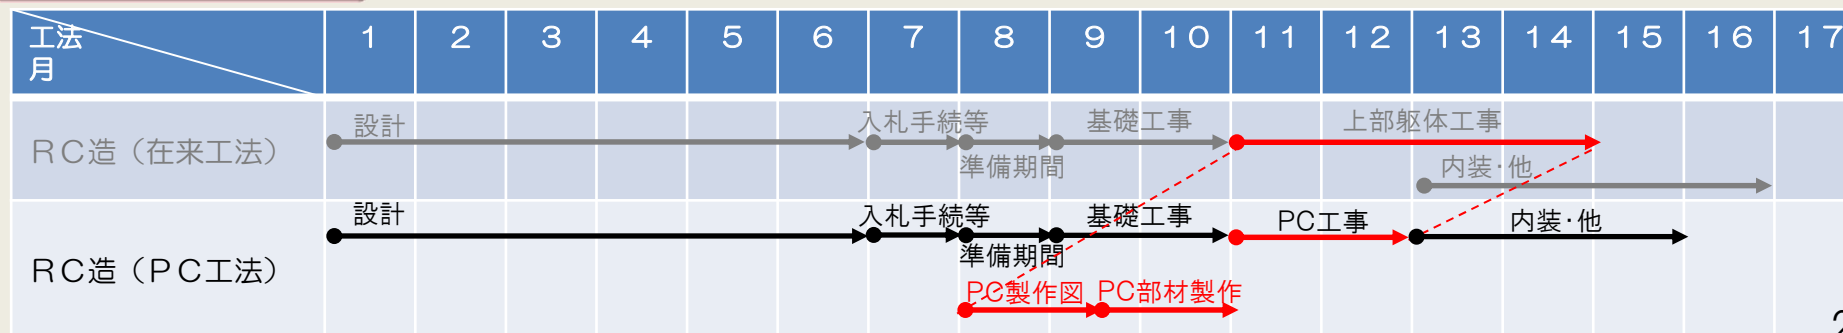 工法
月
１ ２ ３ ４ ５ ６ ７ ８ ９ １０ １１ １２ １３ １４ １５ １６ １７
ＲＣ造（在来工法）
設計 入札手続等 基礎工事 上部躯体工事
準備期間 内装･他
ＲＣ造（ＰＣ工法）
設計 入札手続等 基礎工事 PC工事 内装･他
準備期間
PC製作図 PC部材製作